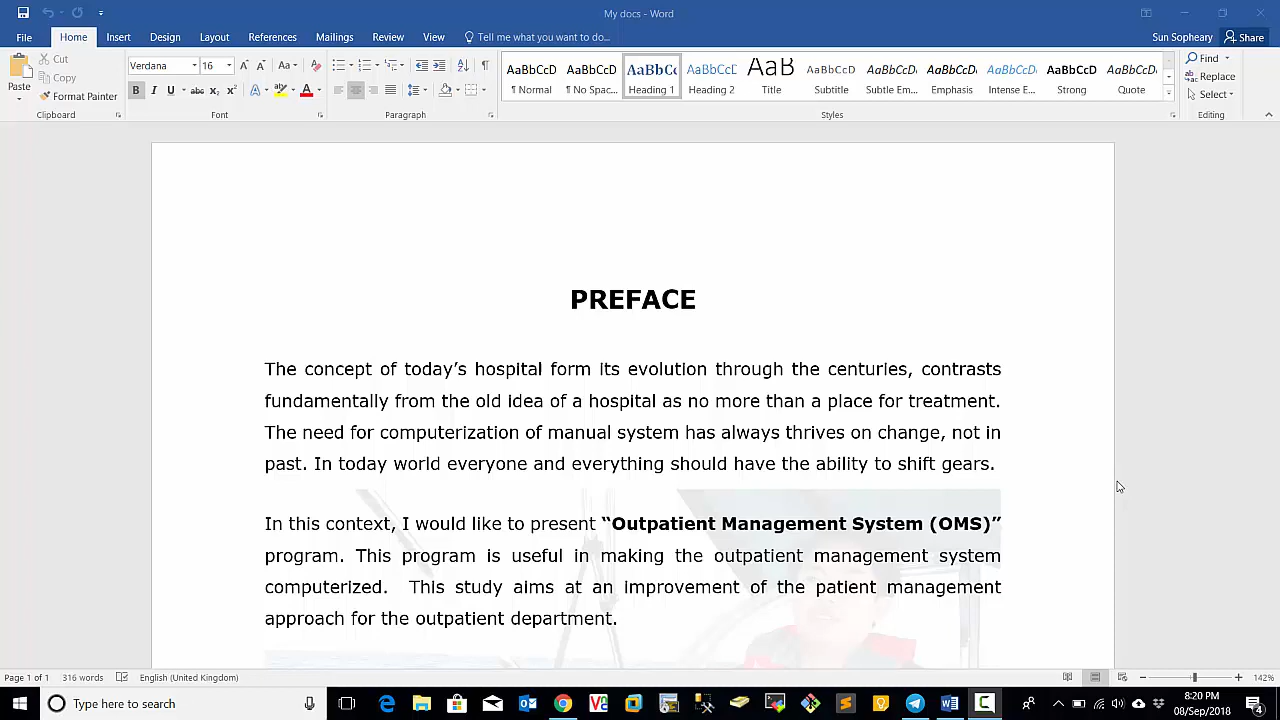 My docs - Word
File Home Insert Design Layout References Mailings Review View Tell me what you want to do... Sun Sopheary Share
Paste Cut Copy Format Painter
Verdana 16
AaBbCcD AaBbCcD AaBbCc AaBbCcD AaB AaBbCcD AaBbCcD AaBbCcD AaBbCcD AaBbCcD AaBbCcD
¶ Normal ¶ No Spac... Heading 1 ¶ Heading 2 Title Subtitle Subtle Em... Emphasis Intense E... Strong Quote
Find Replace Select
Clipboard Font Paragraph Styles Editing
PREFACE
The concept of today’s hospital form its evolution through the centuries, contrasts
fundamentally from the old idea of a hospital as no more than a place for treatment.
The need for computerization of manual system has always thrives on change, not in
past. In today world everyone and everything should have the ability to shift gears.
In this context, I would like to present “Outpatient Management System (OMS)”
program. This program is useful in making the outpatient management system
computerized. This study aims at an improvement of the patient management
approach for the outpatient department.
Page 1 of 1 316 words English (United Kingdom) 142%
Type here to search 8:20 PM
08/Sep/2018